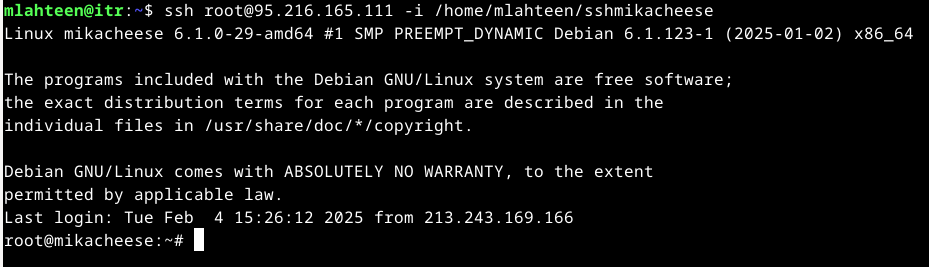 mlahteen@itr:~$ ssh root@95.216.165.111 -i /home/mlahteen/sshmikacheese
Linux mikacheese 6.1.0-29-amd64 #1 SMP PREEMPT_DYNAMIC Debian 6.1.123-1 (2025-01-02) x86_64
The programs included with the Debian GNU/Linux system are free software;
the exact distribution terms for each program are described in the
individual files in /usr/share/doc/*/copyright.
Debian GNU/Linux comes with ABSOLUTELY NO WARRANTY, to the extent
permitted by applicable law.
Last login: Tue Feb  4 15:26:12 2025 from 213.243.169.166
root@mikacheese:~#